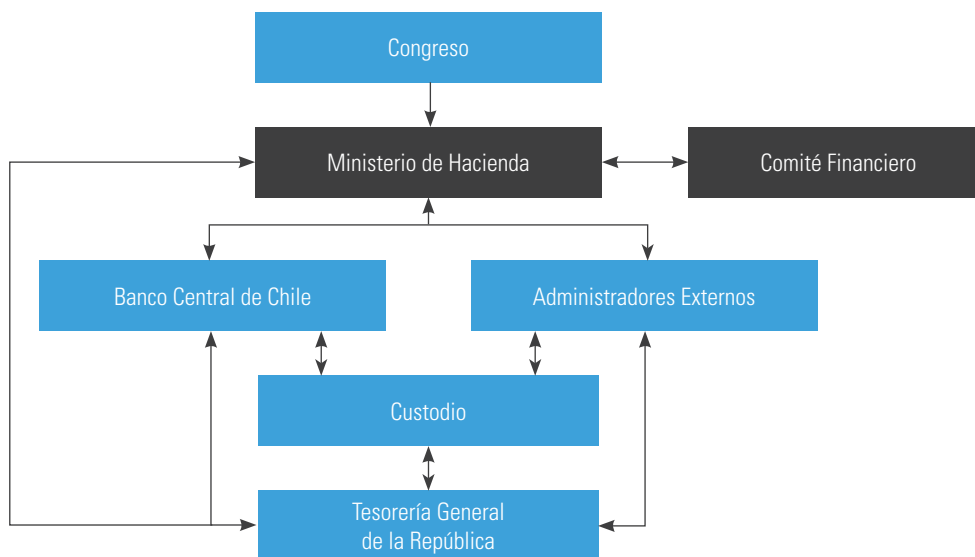 Congreso
Ministerio de Hacienda
Comité Financiero
Banco Central de Chile
Administradores Externos
Custodio
Tesorería General
de la República